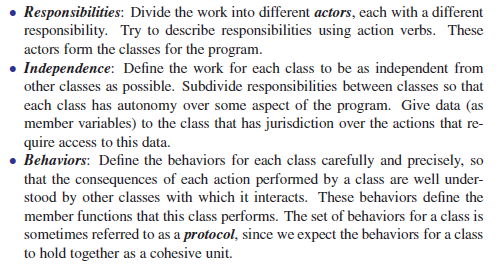 • Responsibilities: Divide the work into different actors, each with a different
responsibility. Try to describe responsibilities using action verbs. These
actors form the classes for the program.
• Independence: Define the work for each class to be as independent from
other classes as possible. Subdivide responsibilities between classes so that
each class has autonomy over some aspect of the program. Give data (as
member variables) to the class that has jurisdiction over the actions that re-
quire access to this data.
• Behaviors: Define the behaviors for each class carefully and precisely, so
that the consequences of each action performed by a class are well under-
stood by other classes with which it interacts. These behaviors define the
member functions that this class performs. The set of behaviors for a class is
sometimes referred to as a protocol, since we expect the behaviors for a class
to hold together as a cohesive unit.